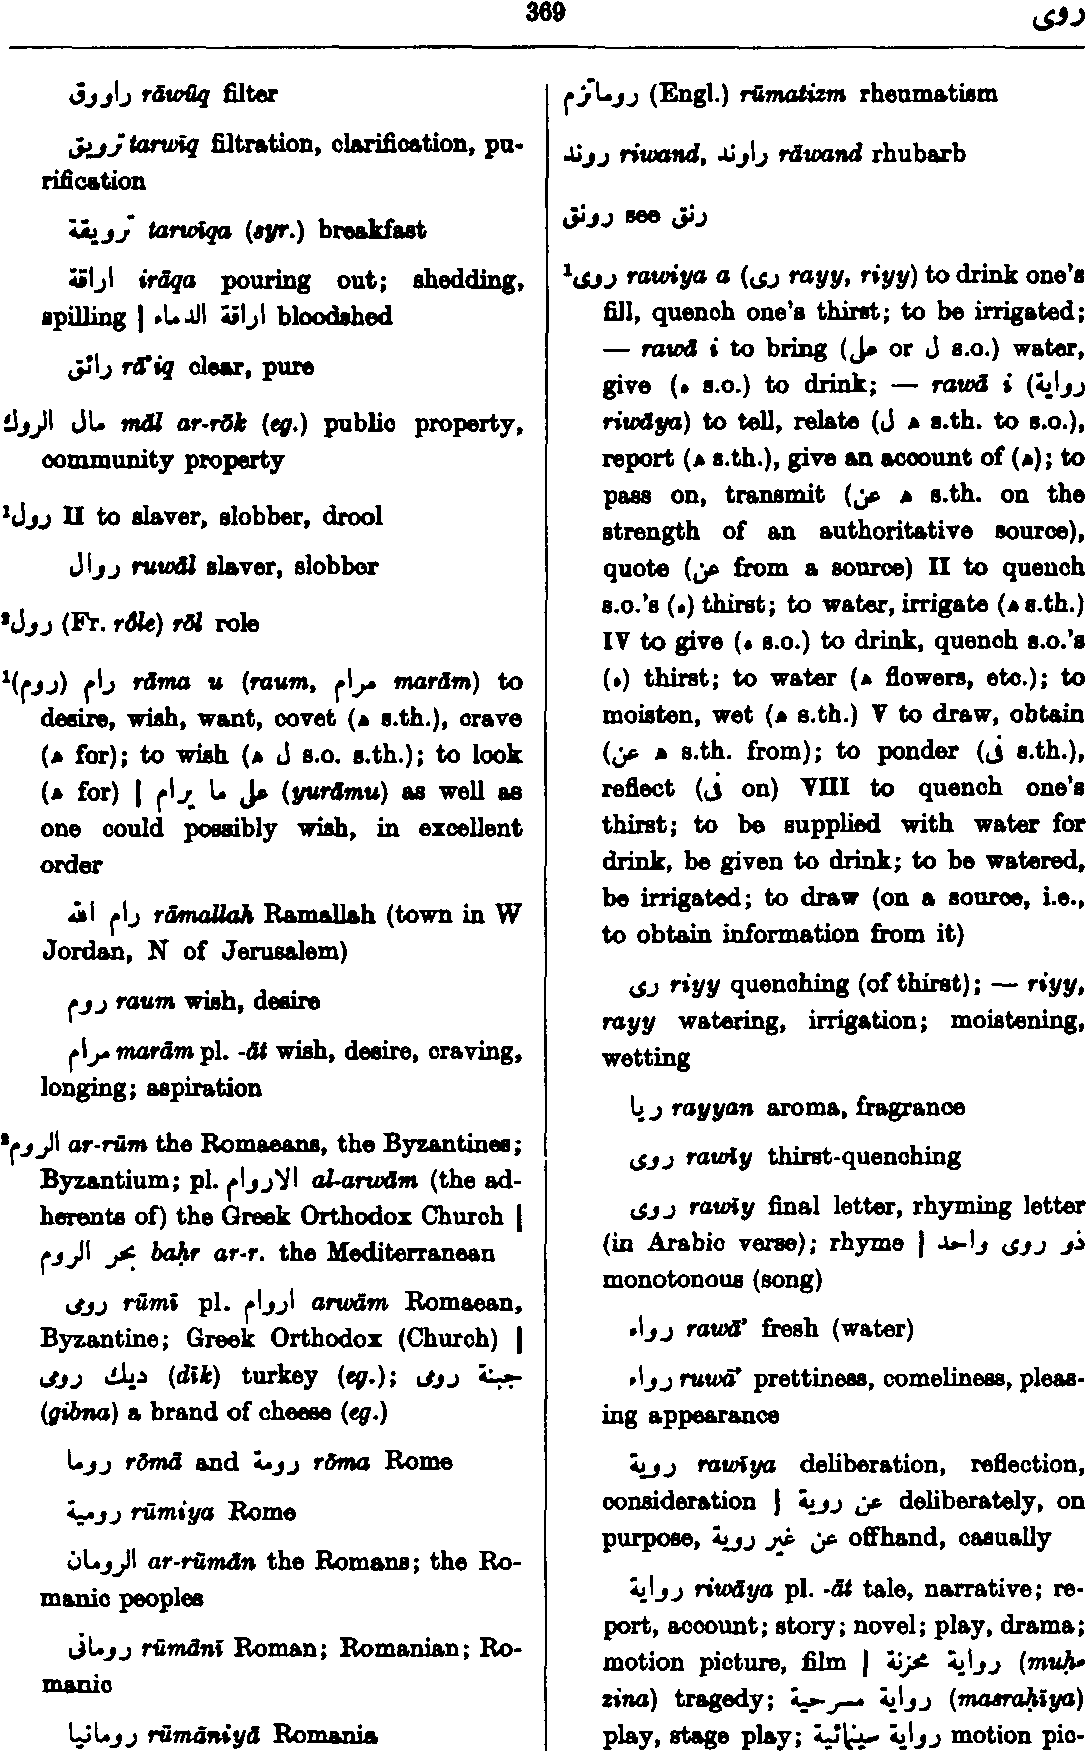 369
روى
راووق rāwūq filter
ترويق tarwīq filtration, clarification, pu-
rification
ترويقة tarwīqa (syr.) breakfast
اراقة irāqa pouring out; shedding,
spilling | اراقة الدماء bloodshed
رائق rā’iq clear, pure
مال الروك māl ar-rōk (eg.) public property,
community property
رول¹ II to slaver, slobber, drool
روال ruwāl slaver, slobber
رول² (Fr. rôle) rōl role
(روم)¹ رام rāma u (raum, مرام marām) to
desire, wish, want, covet (ه s.th.), crave
(ه for); to wish (ل ه s.o. s.th.); to look
(ه for) | على ما يرام (yurāmu) as well as
one could possibly wish, in excellent
order
رام الله rāmallah Ramallah (town in W
Jordan, N of Jerusalem)
روم raum wish, desire
مرام marām pl. -āt wish, desire, craving,
longing; aspiration
الروم² ar-rūm the Romaeans, the Byzantines;
Byzantium; pl. الاروام al-arwām (the ad-
herents of) the Greek Orthodox Church |
بحر الروم baḥr ar-r. the Mediterranean
رومى rūmī pl. اروام arwām Romaean,
Byzantine; Greek Orthodox (Church) |
ديك رومى (dīk) turkey (eg.); جبنة رومى
(gibna) a brand of cheese (eg.)
روما rōmā and رومة rōma Rome
رومية rūmiya Rome
الرومان ar-rūmān the Romans; the Ro-
manic peoples
رومانى rūmānī Roman; Romanian; Ro-
manic
رومانيا rūmāniyā Romania
روماتزم (Engl.) rūmatizm rheumatism
روند riwand, راوند rāwand rhubarb
رونق see رنق
روى¹ rawiya a (رى rayy, riyy) to drink one’s
fill, quench one’s thirst; to be irrigated;
— rawā i to bring (على or ل s.o.) water,
give (ه s.o.) to drink; — rawā i (رواية
riwāya) to tell, relate (ل ه s.th. to s.o.),
report (ه s.th.), give an account of (ه); to
pass on, transmit (عن ه s.th. on the
strength of an authoritative source),
quote (عن from a source) II to quench
s.o.’s (ه) thirst; to water, irrigate (ه s.th.)
IV to give (ه s.o.) to drink, quench s.o.’s
(ه) thirst; to water (ه flowers, etc.); to
moisten, wet (ه s.th.) V to draw, obtain
(عن ه s.th. from); to ponder (فى s.th.),
reflect (فى on) VIII to quench one’s
thirst; to be supplied with water for
drink, be given to drink; to be watered,
be irrigated; to draw (on a source, i.e.,
to obtain information from it)
رى riyy quenching (of thirst); — riyy,
rayy watering, irrigation; moistening,
wetting
ريا rayyan aroma, fragrance
روى rawīy thirst-quenching
روى rawīy final letter, rhyming letter
(in Arabic verse); rhyme | ذو روى واحد
monotonous (song)
رواء rawā’ fresh (water)
رواء ruwā’ prettiness, comeliness, pleas-
ing appearance
روية rawīya deliberation, reflection,
consideration | عن روية deliberately, on
purpose, عن غير روية offhand, casually
رواية riwāya pl. -āt tale, narrative; re-
port, account; story; novel; play, drama;
motion picture, film | رواية محزنة (muḥ-
zina) tragedy; رواية مسرحية (masraḥīya)
play, stage play; رواية سينمائية motion pic-